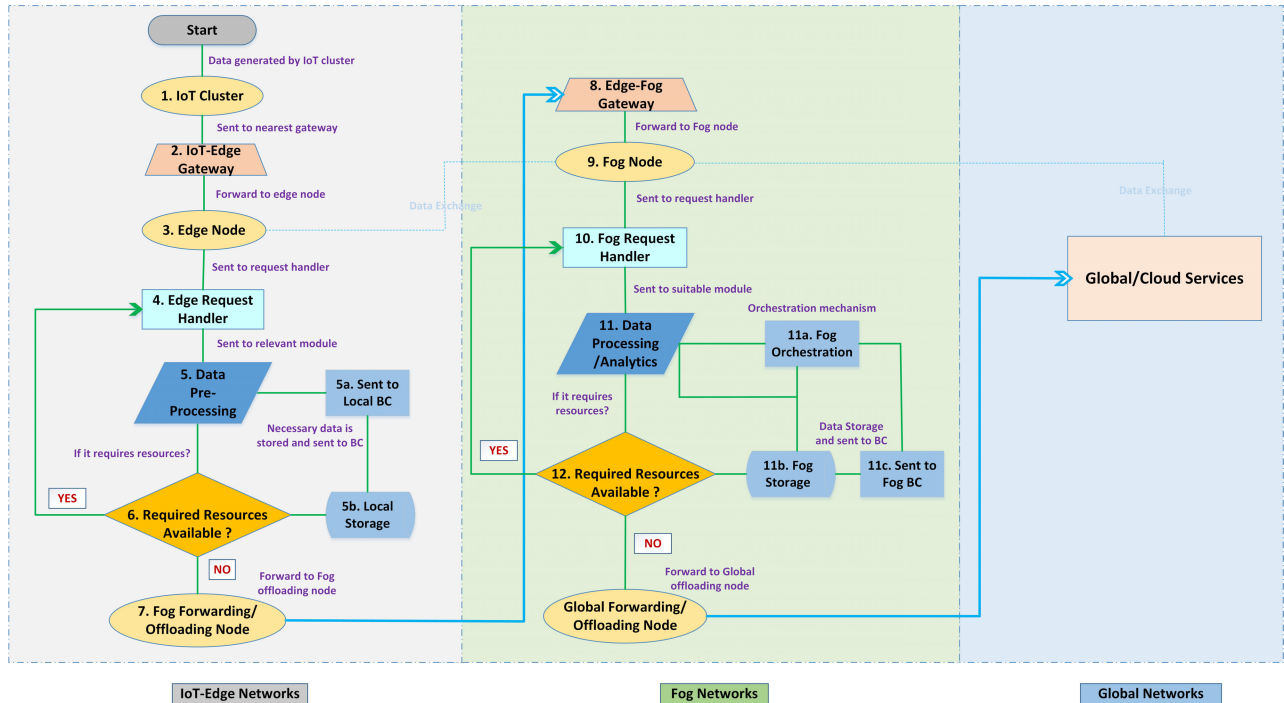 Start
Data generated by IoT cluster
1. IoT Cluster
Sent to nearest gateway
2. IoT-Edge
Gateway
Forward to edge node
3. Edge Node
Data Exchange
Sent to request handler
4. Edge Request
Handler
Sent to relevant module
5. Data
Pre-
Processing
5a. Sent to
Local BC
Necessary data is
stored and sent to BC
If it requires resources?
YES
6. Required Resources
Available ?
5b. Local
Storage
NO
Forward to Fog
offloading node
7. Fog Forwarding/
Offloading Node
IoT-Edge Networks
8. Edge-Fog
Gateway
Forward to Fog node
9. Fog Node
Sent to request handler
10. Fog Request
Handler
Sent to suitable module
Orchestration mechanism
11. Data
Processing
/Analytics
11a. Fog
Orchestration
If it requires
resources?
Data Storage
and sent to BC
YES
12. Required Resources
Available ?
11b. Fog
Storage
11c. Sent to
Fog BC
NO
Forward to Global
offloading node
Global Forwarding/
Offloading Node
Fog Networks
Data Exchange
Global/Cloud Services
Global Networks